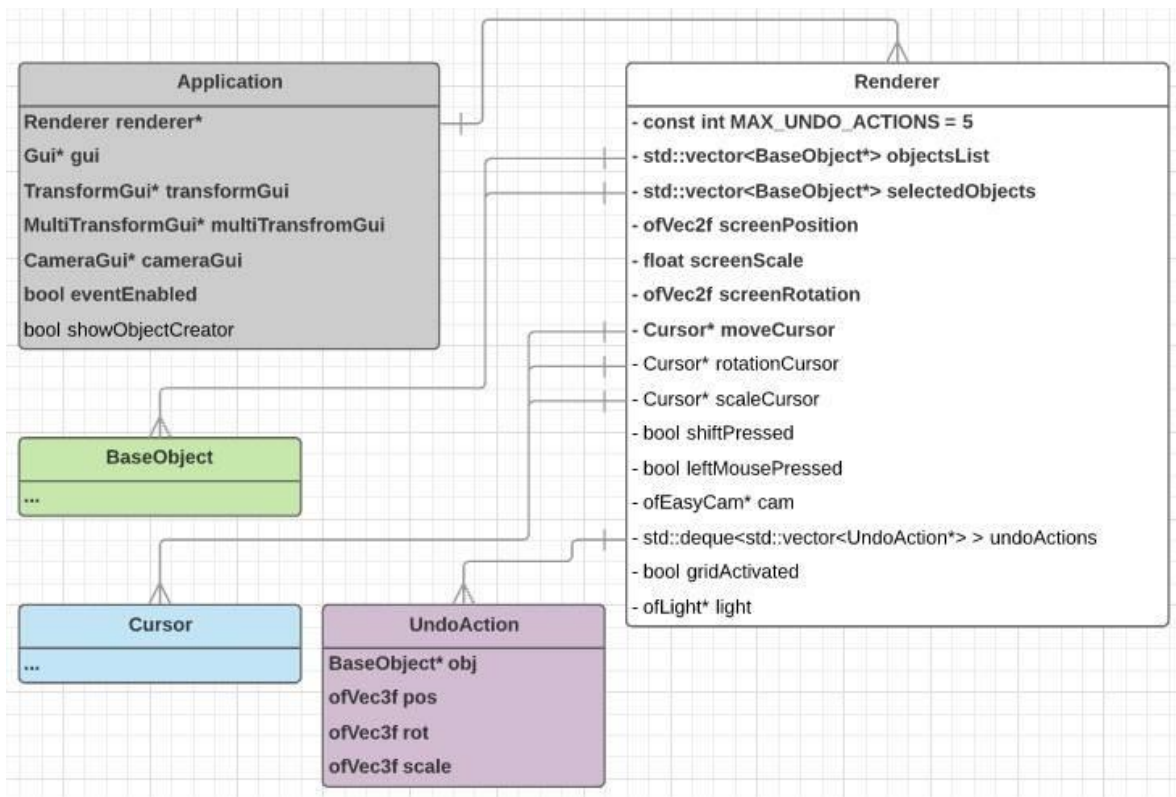 Application
Renderer renderer*
Gui* gui
TransformGui* transformGui
MultiTransformGui* multiTransfromGui
CameraGui* cameraGui
bool eventEnabled
bool showObjectCreator
Renderer
- const int MAX_UNDO_ACTIONS = 5
- std::vector<BaseObject*> objectsList
- std::vector<BaseObject*> selectedObjects
- ofVec2f screenPosition
- float screenScale
- ofVec2f screenRotation
- Cursor* moveCursor
- Cursor* rotationCursor
- Cursor* scaleCursor
- bool shiftPressed
- bool leftMousePressed
- ofEasyCam* cam
- std::deque<std::vector<UndoAction*> > undoActions
- bool gridActivated
- ofLight* light
BaseObject
...
Cursor
...
UndoAction
BaseObject* obj
ofVec3f pos
ofVec3f rot
ofVec3f scale